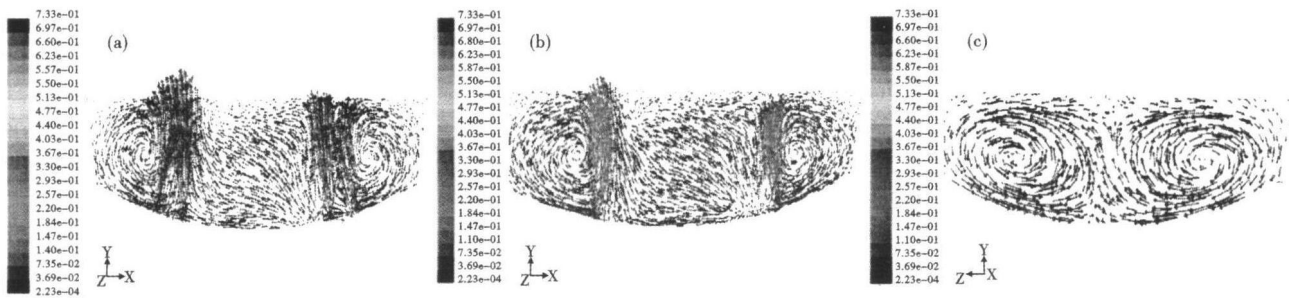 7.33e−01
6.97e−01
6.60e−01
6.23e−01
5.57e−01
5.50e−01
5.13e−01
4.77e−01
4.40e−01
4.03e−01
3.67e−01
3.30e−01
2.93e−01
2.57e−01
2.20e−01
1.84e−01
1.47e−01
1.40e−01
7.35e−02
3.69e−02
2.23e−04
(a)
Y
Z
X
7.33e−01
6.97e−01
6.80e−01
6.23e−01
5.87e−01
5.50e−01
5.13e−01
4.77e−01
4.40e−01
4.03e−01
3.67e−01
3.30e−01
2.93e−01
2.57e−01
2.20e−01
1.84e−01
1.47e−01
1.10e−01
7.35e−02
3.69e−02
2.23e−04
(b)
Y
Z
X
7.33e−01
6.97e−01
6.60e−01
6.23e−01
5.87e−01
5.50e−01
5.13e−01
4.77e−01
4.40e−01
4.03e−01
3.67e−01
3.30e−01
2.93e−01
2.57e−01
2.20e−01
1.84e−01
1.47e−01
1.10e−01
7.35e−02
3.69e−02
2.23e−04
(c)
Y
Z
X